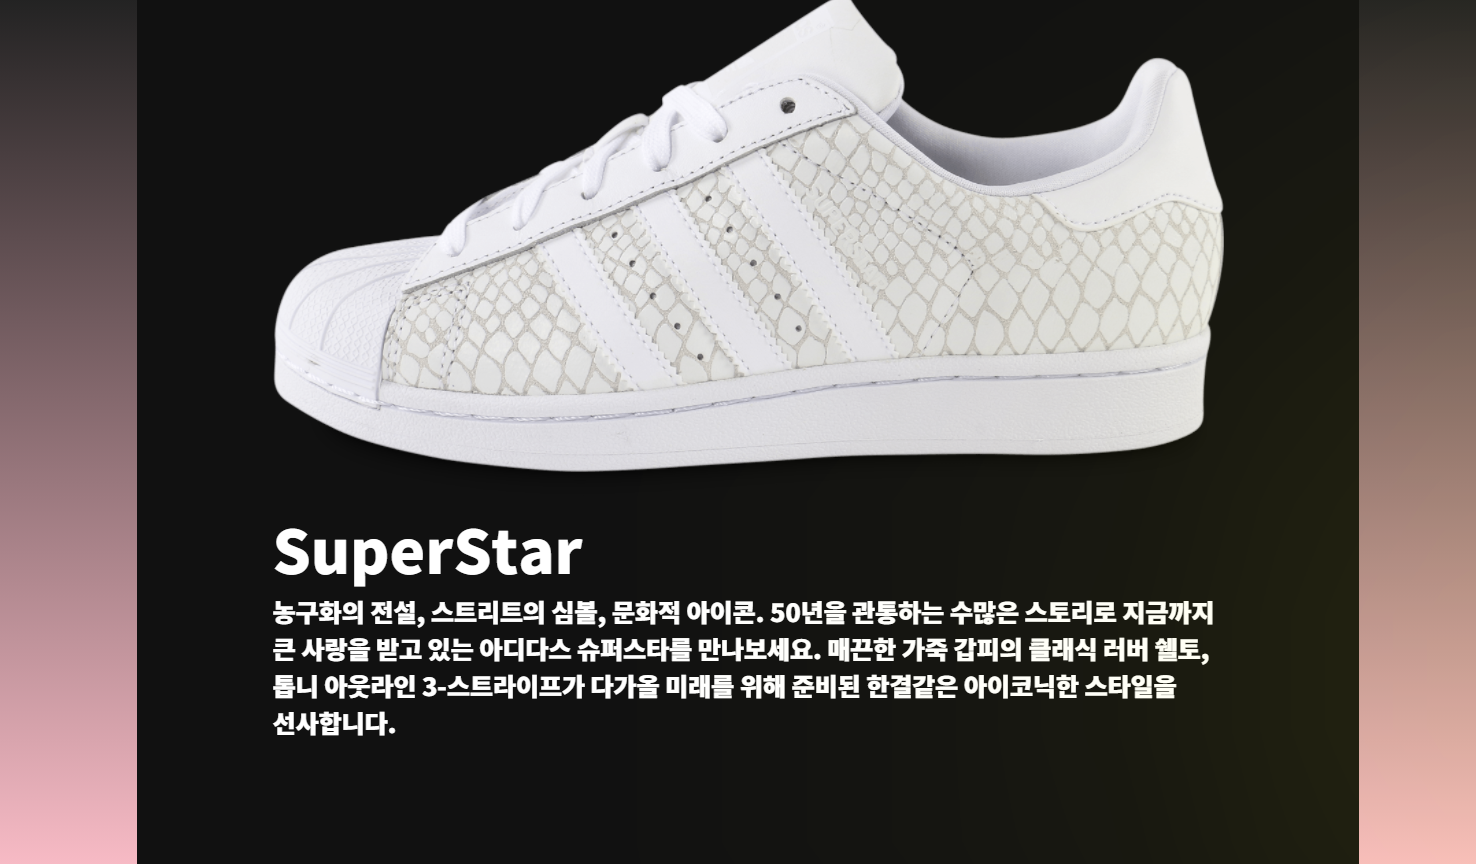 SuperStar
농구화의 전설, 스트리트의 심볼, 문화적 아이콘. 50년을 관통하는 수많은 스토리로 지금까지
큰 사랑을 받고 있는 아디다스 슈퍼스타를 만나보세요. 매끈한 가죽 갑피의 클래식 러버 쉘토,
톱니 아웃라인 3-스트라이프가 다가올 미래를 위해 준비된 한결같은 아이코닉한 스타일을
선사합니다.